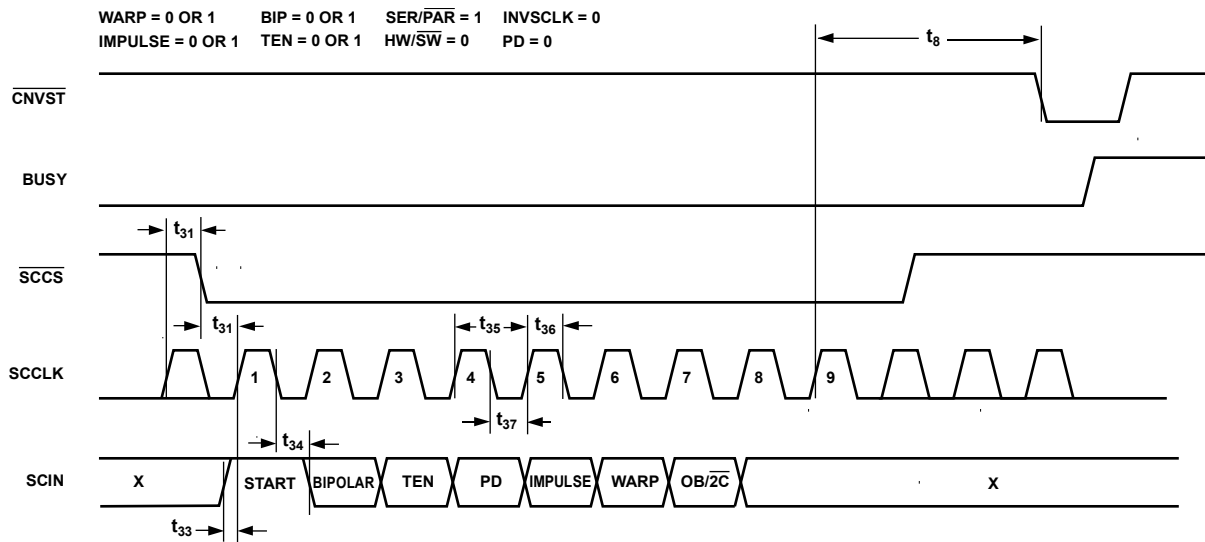 WARP = 0 OR 1 BIP = 0 OR 1 SER/PAR = 1 INVSCLK = 0
IMPULSE = 0 OR 1 TEN = 0 OR 1 HW/SW = 0 PD = 0
t8
CNVST
BUSY
t31
SCCS
t31 t35 t36
SCCLK 1 2 3 4 5 6 7 8 9
t37
t34
SCIN X START BIPOLAR TEN PD IMPULSE WARP OB/2C X
t33